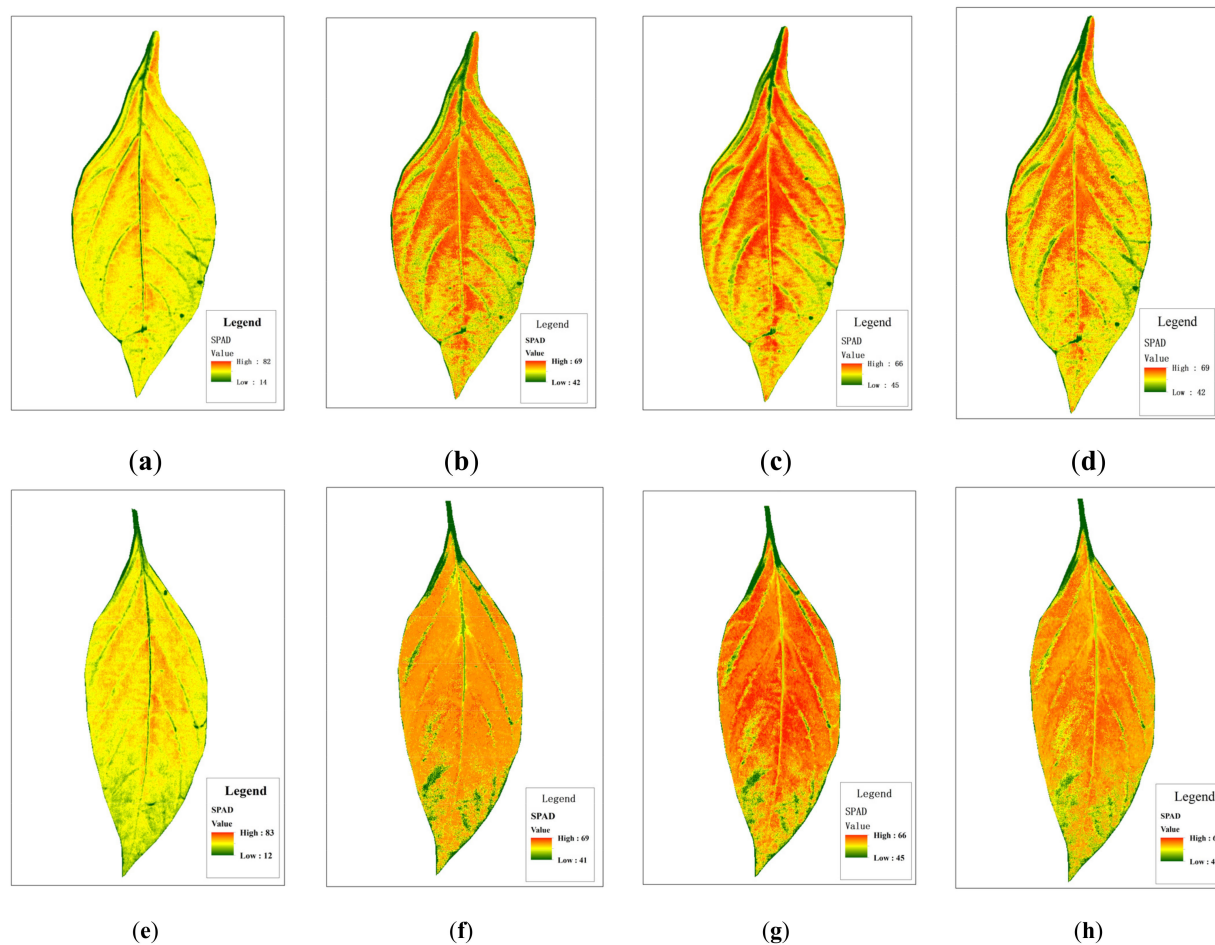 Legend
SPAD
Value
High : 82
Low : 14
Legend
SPAD
Value
High : 69
Low : 42
Legend
SPAD
Value
High : 66
Low : 45
Legend
SPAD
Value
High : 69
Low : 42
(a)
(b)
(c)
(d)
Legend
SPAD
Value
High : 83
Low : 12
Legend
SPAD
Value
High : 69
Low : 41
Legend
SPAD
Value
High : 66
Low : 45
Legend
SPAD
Value
High :
Low :
(e)
(f)
(g)
(h)